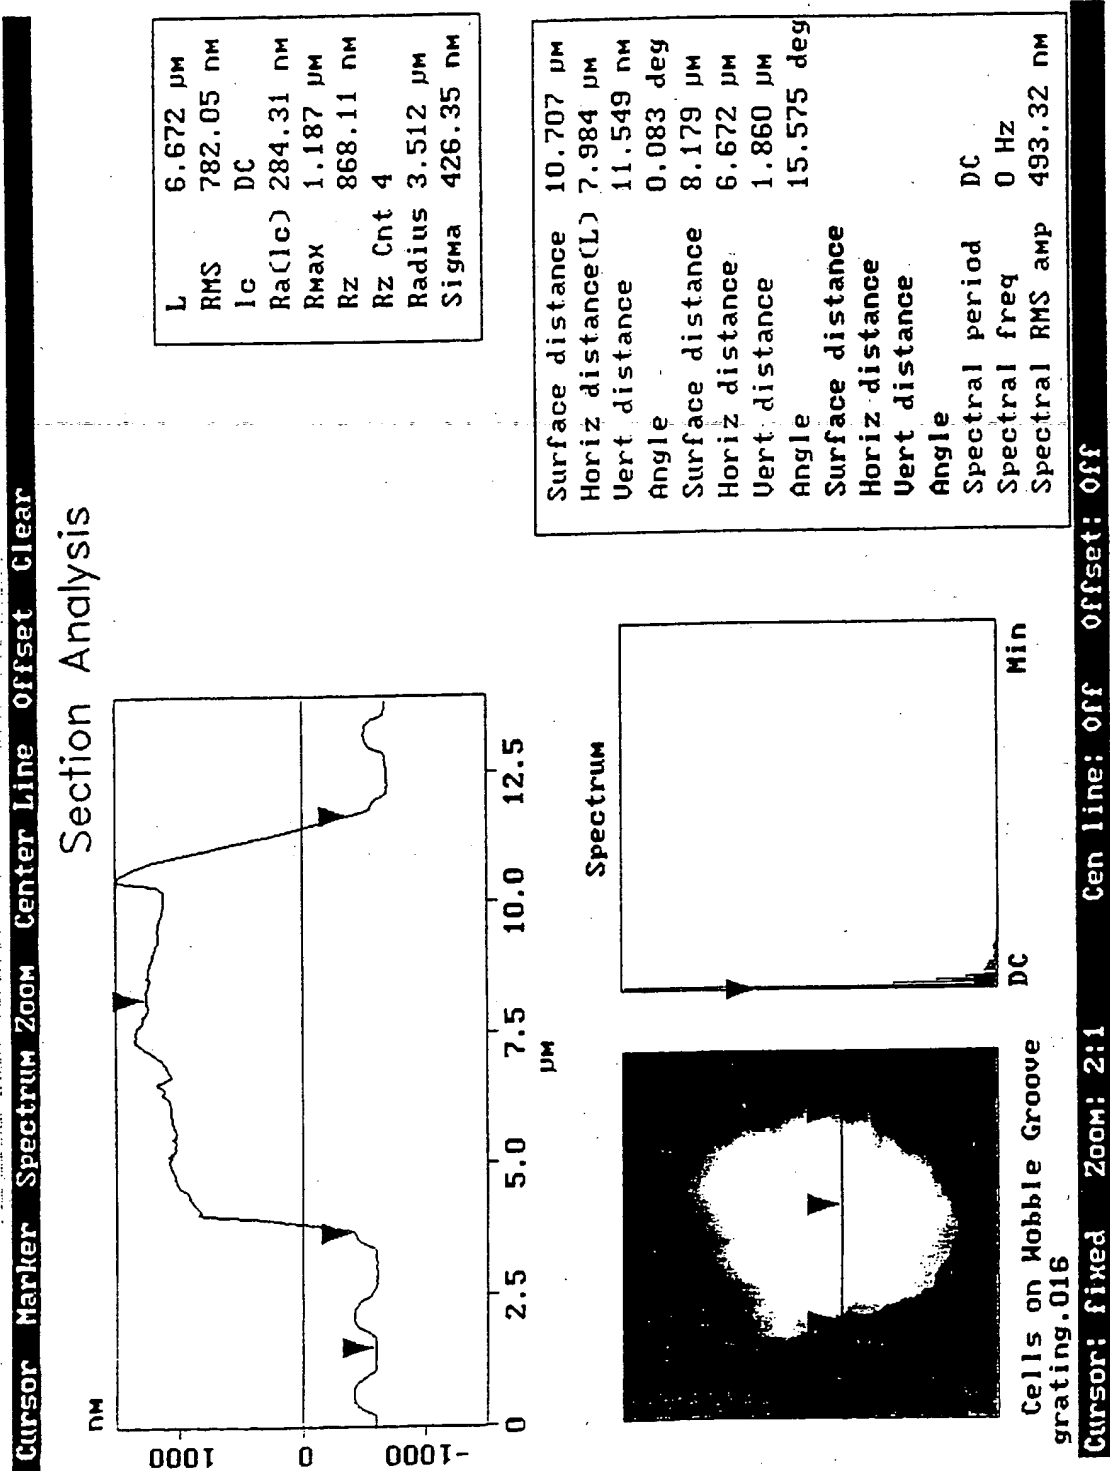 Cursor Marker Spectrum Zoom Center Line Offset Clear
Section Analysis
nm
1000
0
-1000
0
2.5
5.0
7.5
10.0
12.5
µm
L 6.672 µm
RMS 782.05 nm
lc DC
Ra(lc) 284.31 nm
Rmax 1.187 µm
Rz 868.11 nm
Rz Cnt 4
Radius 3.512 µm
Sigma 426.35 nm
Spectrum
DC
Min
Cells on Wobble Groove
grating.016
Surface distance 10.707 µm
Horiz distance(L) 7.984 µm
Vert distance 11.549 nm
Angle 0.083 deg
Surface distance 8.179 µm
Horiz distance 6.672 µm
Vert distance 1.860 µm
Angle 15.575 deg
Surface distance
Horiz distance
Vert distance
Angle
Spectral period DC
Spectral freq 0 Hz
Spectral RMS amp 493.32 nm
Cursor: fixed Zoom: 2:1 Cen line: Off Offset: Off